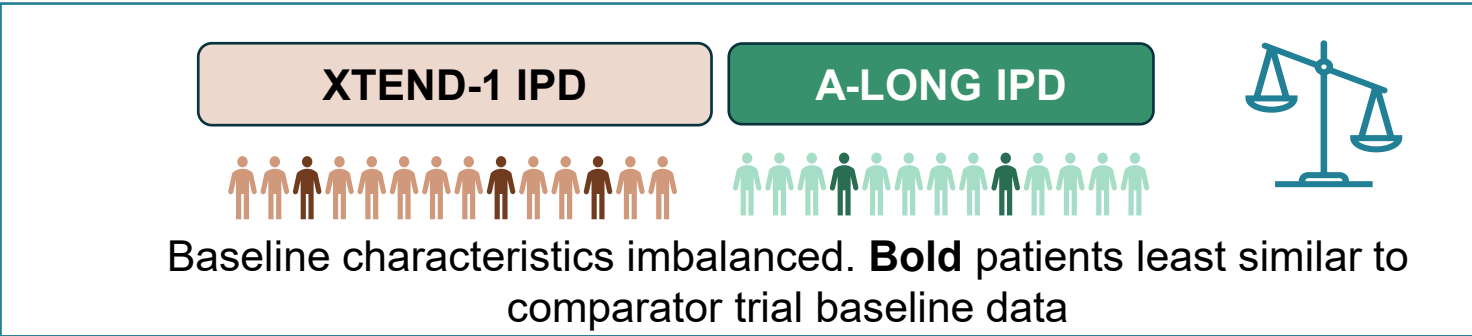 XTEND-1 IPD
A-LONG IPD
Baseline characteristics imbalanced. Bold patients least similar to
comparator trial baseline data